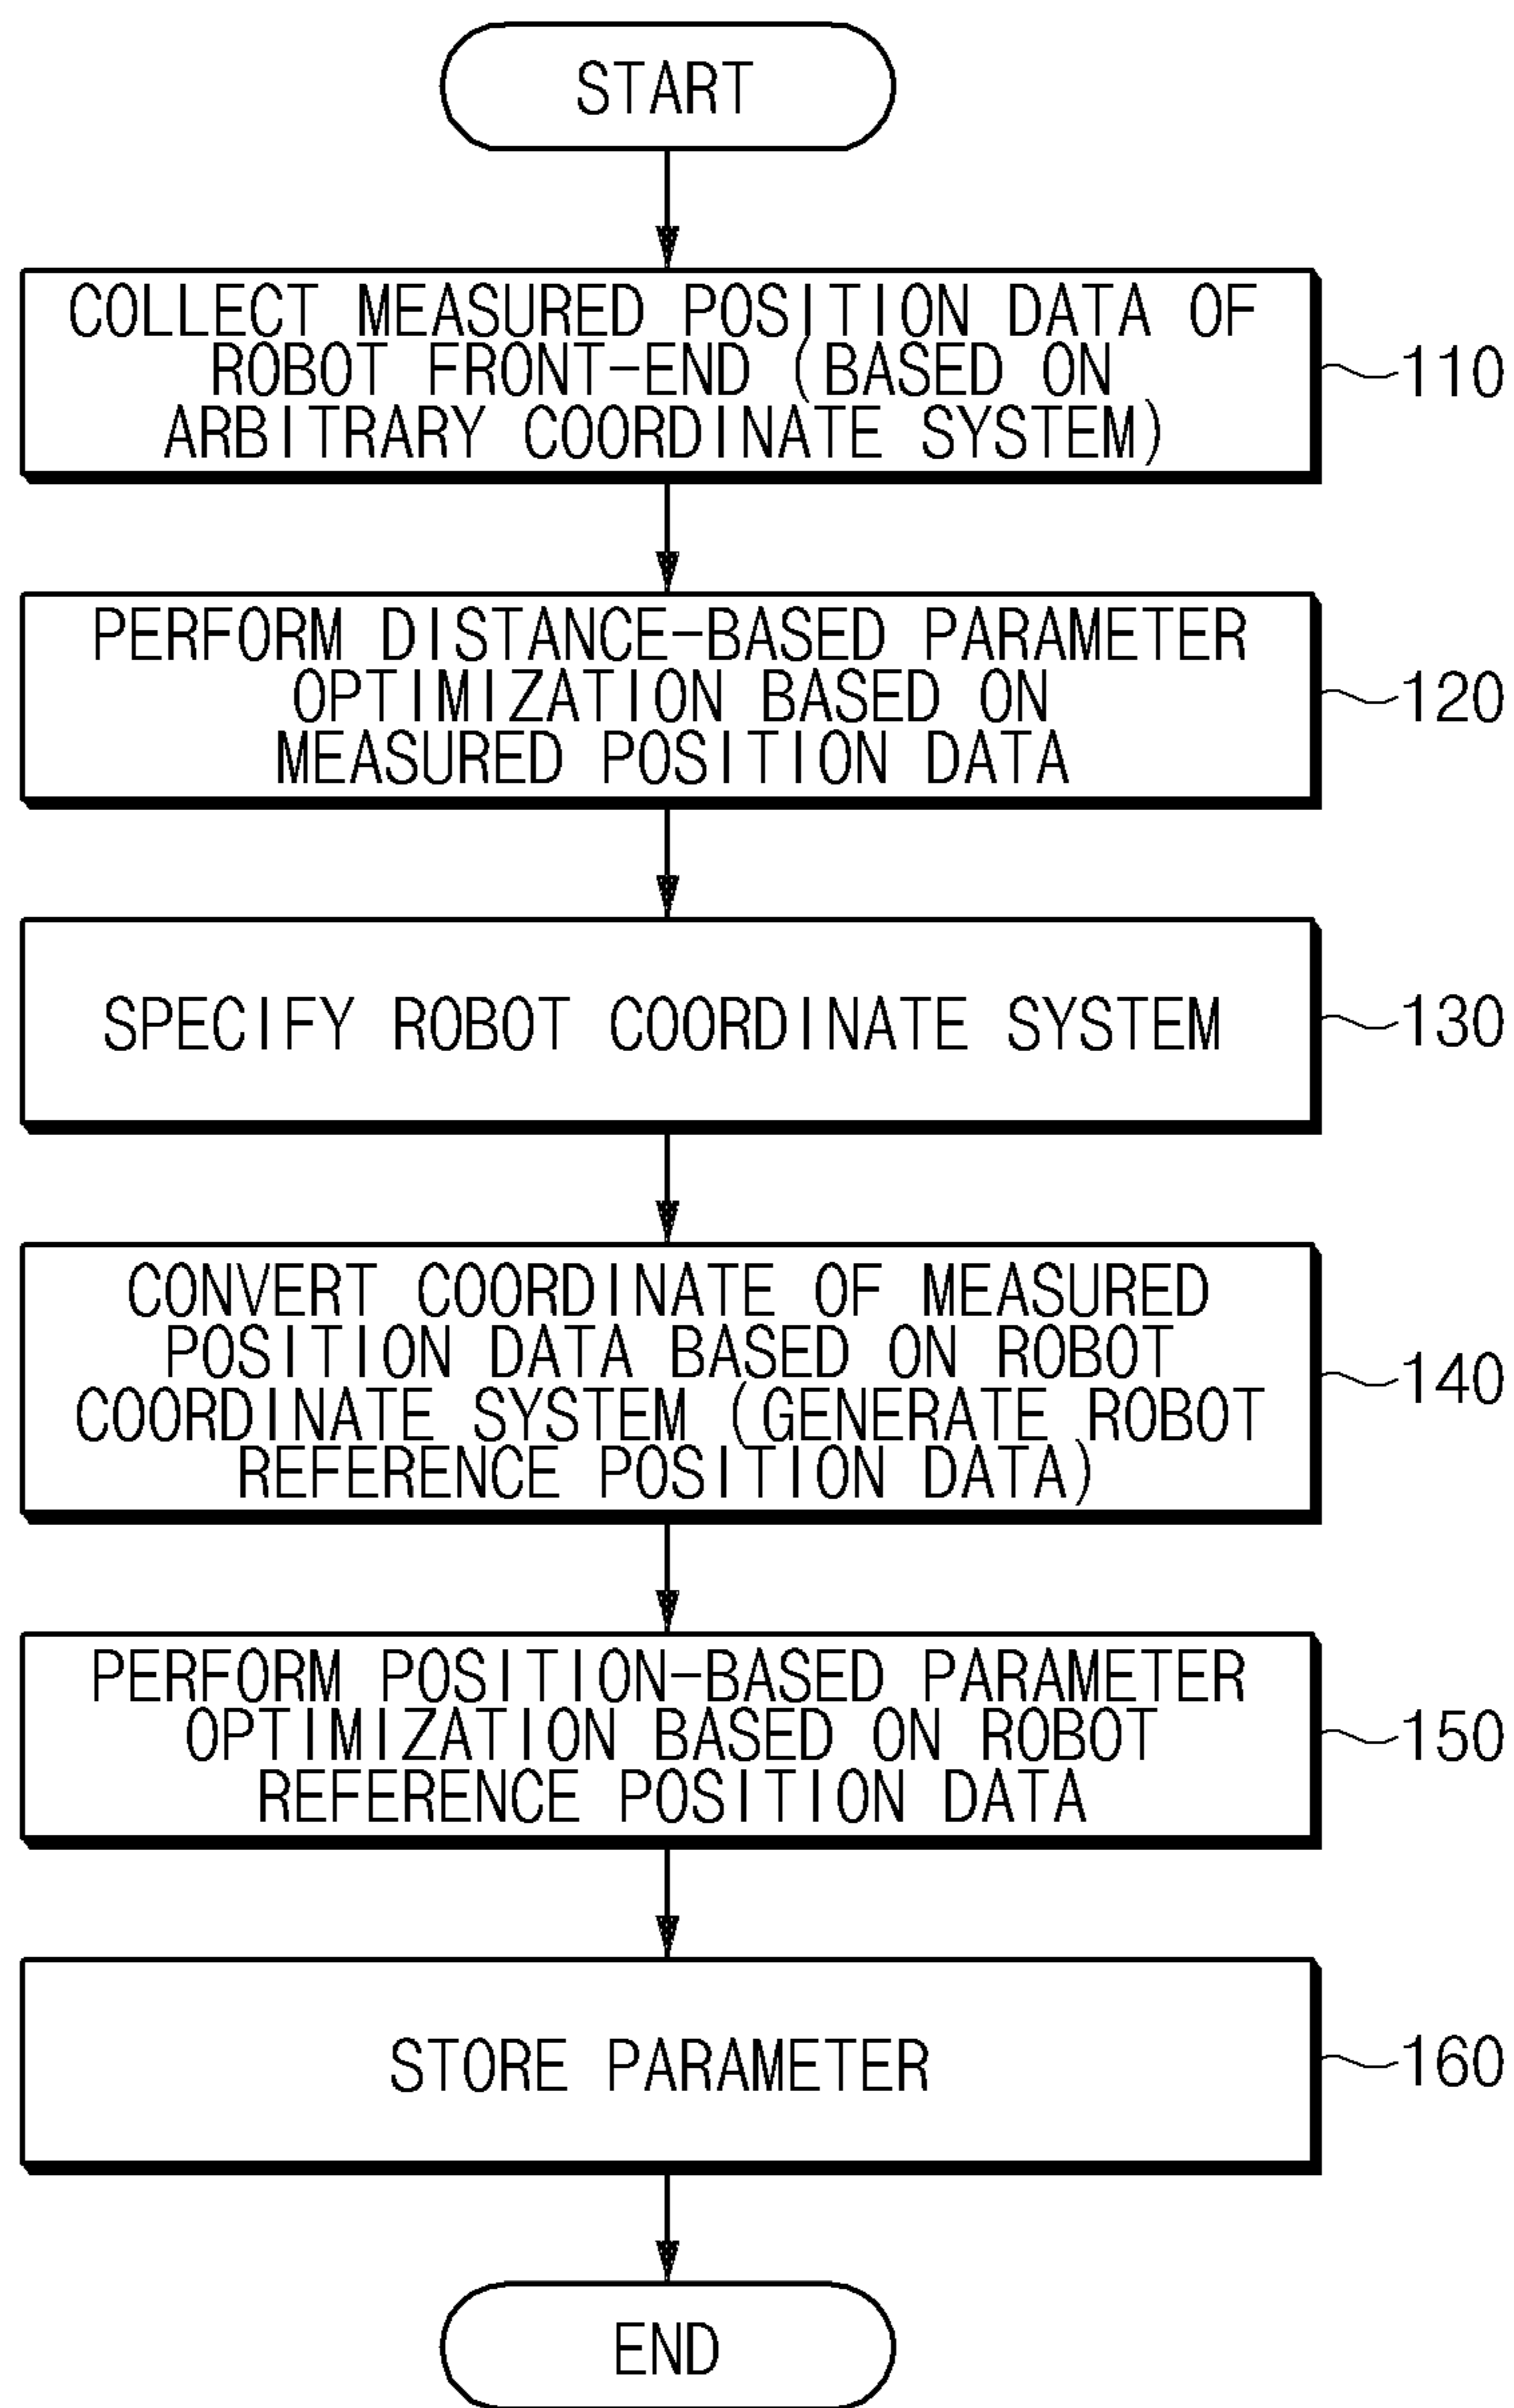 START
COLLECT MEASURED POSITION DATA OF
ROBOT FRONT-END (BASED ON
ARBITRARY COORDINATE SYSTEM)
110
PERFORM DISTANCE-BASED PARAMETER
OPTIMIZATION BASED ON
MEASURED POSITION DATA
120
SPECIFY ROBOT COORDINATE SYSTEM
130
CONVERT COORDINATE OF MEASURED
POSITION DATA BASED ON ROBOT
COORDINATE SYSTEM (GENERATE ROBOT
REFERENCE POSITION DATA)
140
PERFORM POSITION-BASED PARAMETER
OPTIMIZATION BASED ON ROBOT
REFERENCE POSITION DATA
150
STORE PARAMETER
160
END